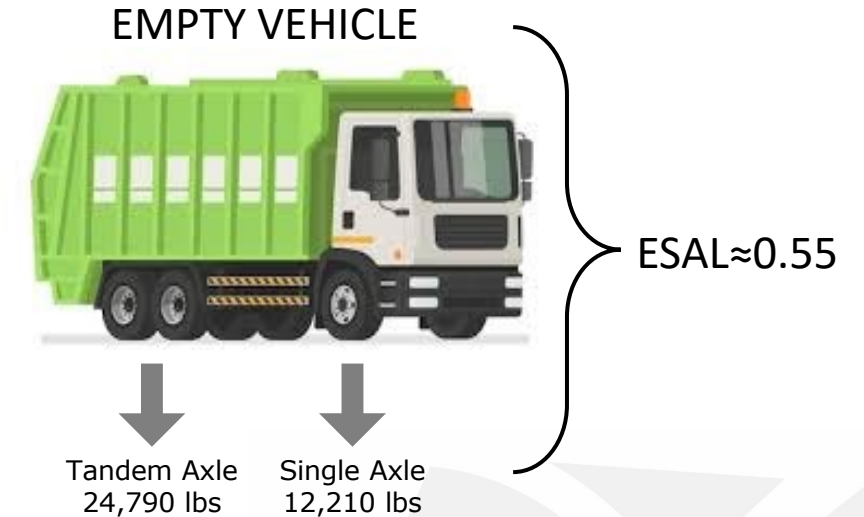 EMPTY VEHICLE
ESAL≈0.55
Tandem Axle
24,790 lbs
Single Axle
12,210 lbs